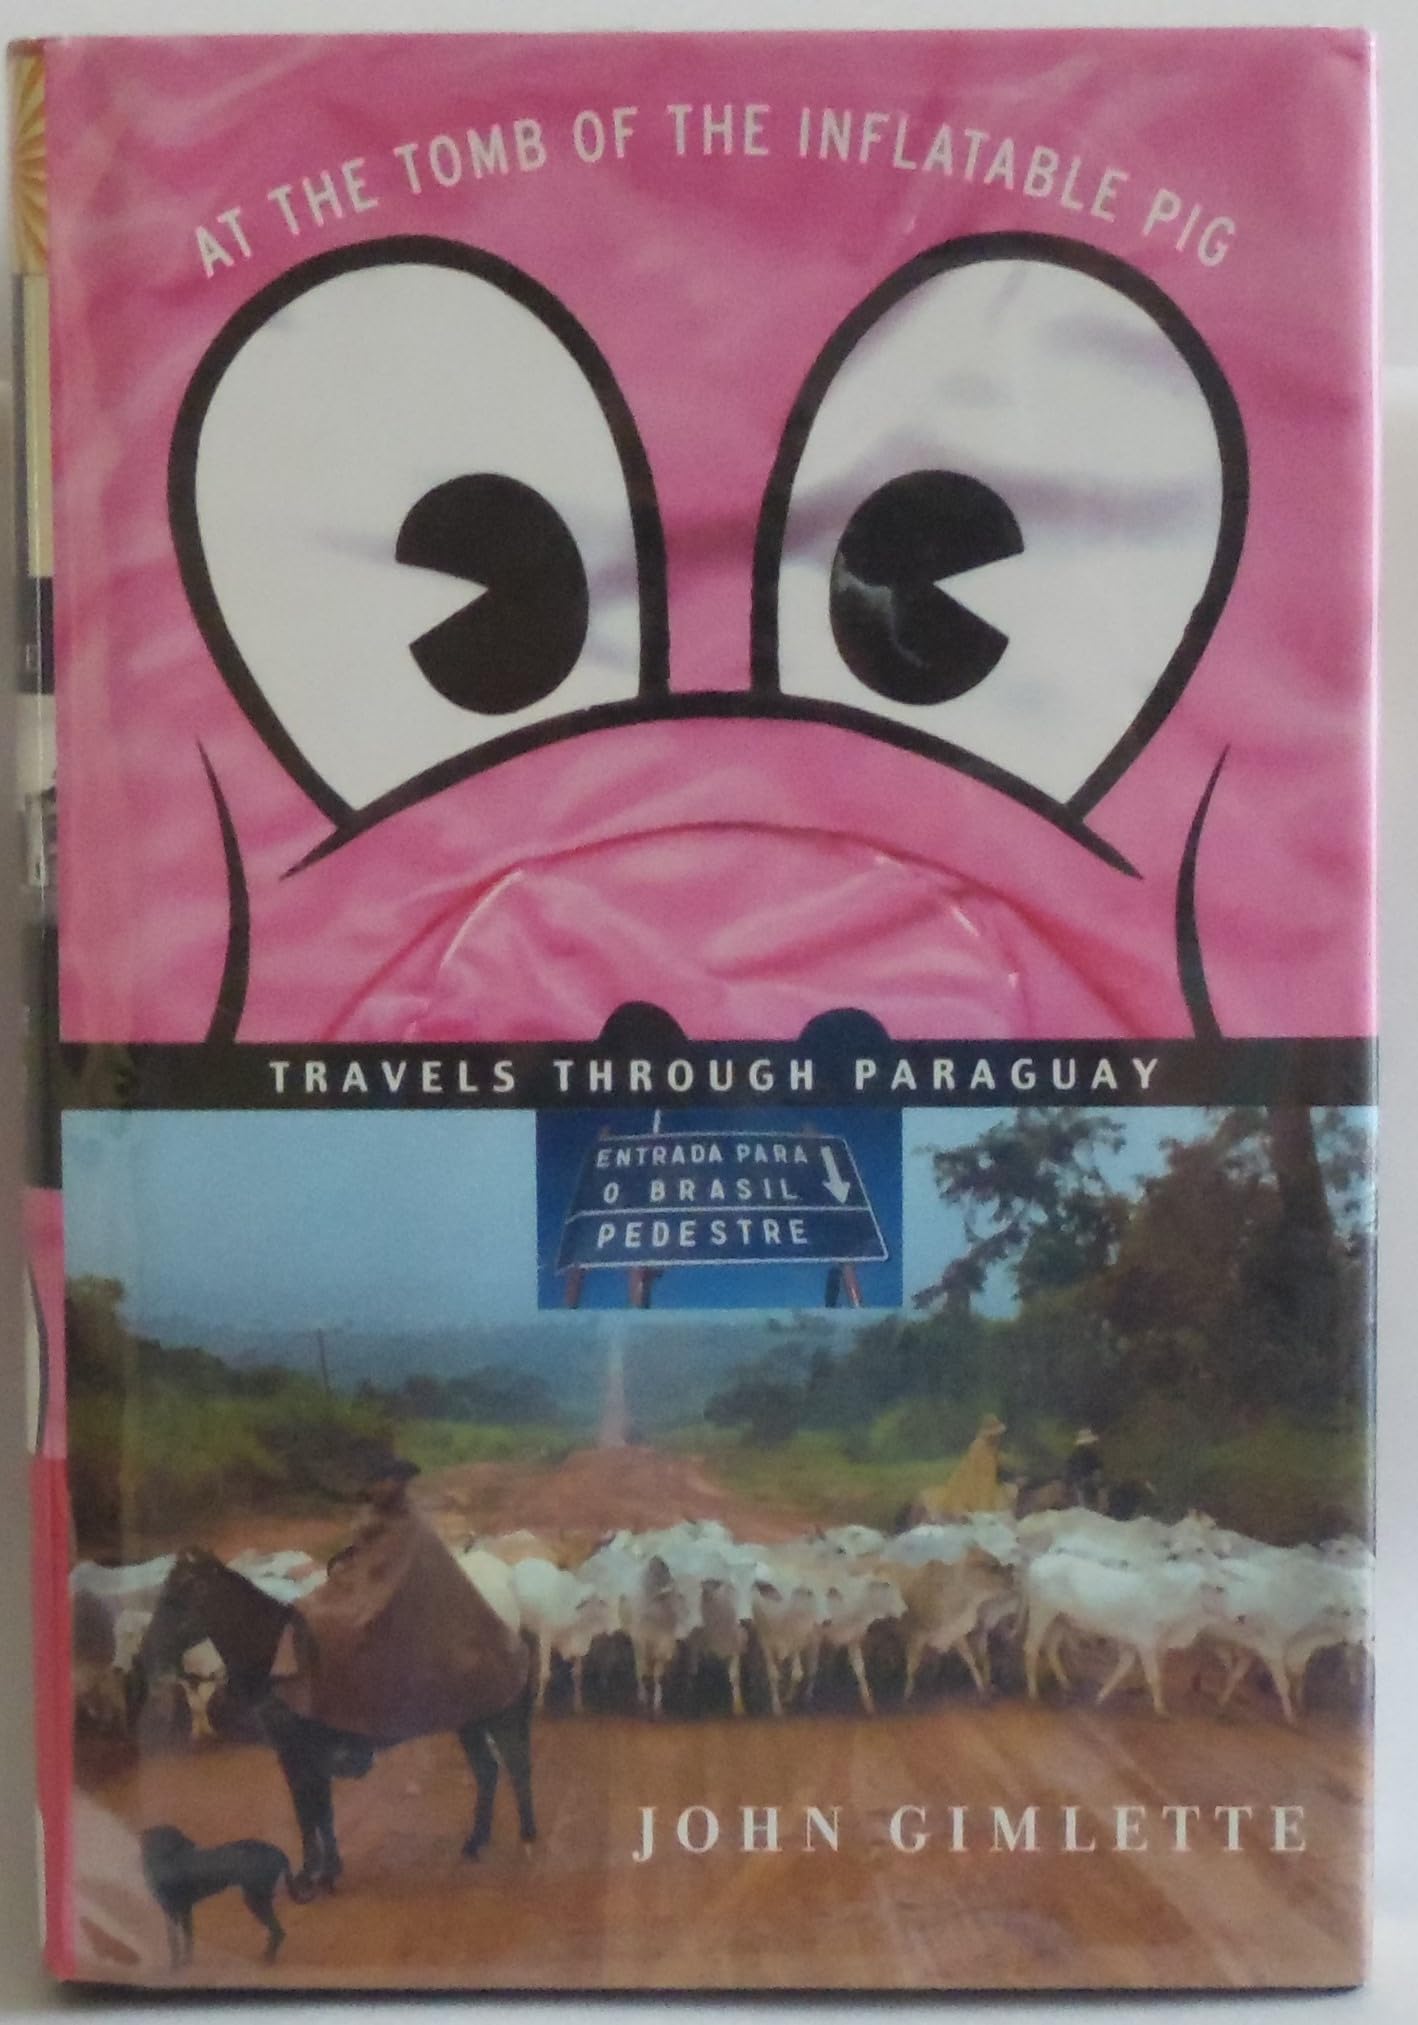 AT THE TOMB OF THE INFLATABLE PIG
TRAVELS THROUGH PARAGUAY
ENTRADA PARA
O BRASIL
PEDESTRE
JOHN GIMLETTE